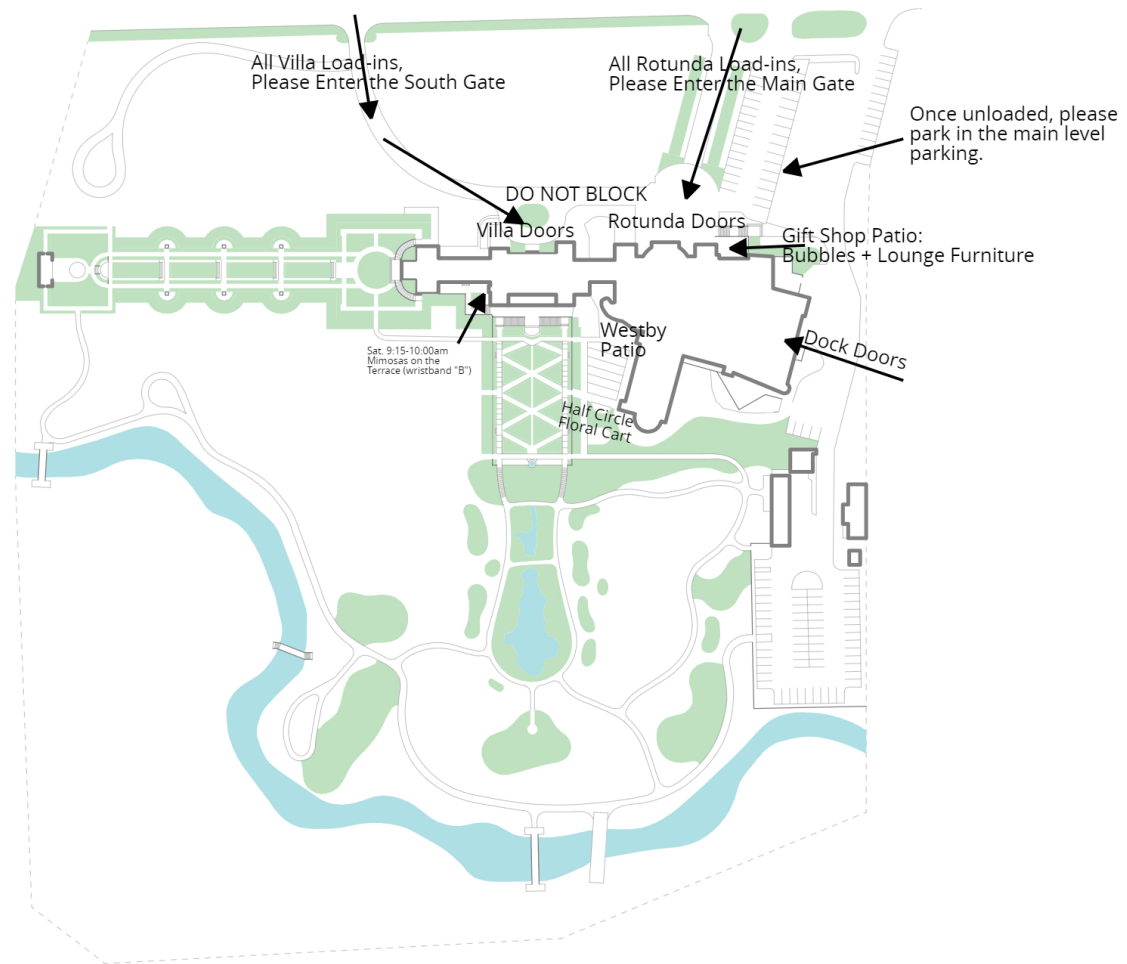 All Villa Load-ins,
Please Enter the South Gate
All Rotunda Load-ins,
Please Enter the Main Gate
Once unloaded, please
park in the main level
parking.
DO NOT BLOCK
Villa Doors
Rotunda Doors
Gift Shop Patio:
Bubbles + Lounge Furniture
Westby
Patio
Dock Doors
Sat. 9:15-10:00am
Mimosas on the
Terrace (wristband "B")
Half Circle
Floral Cart